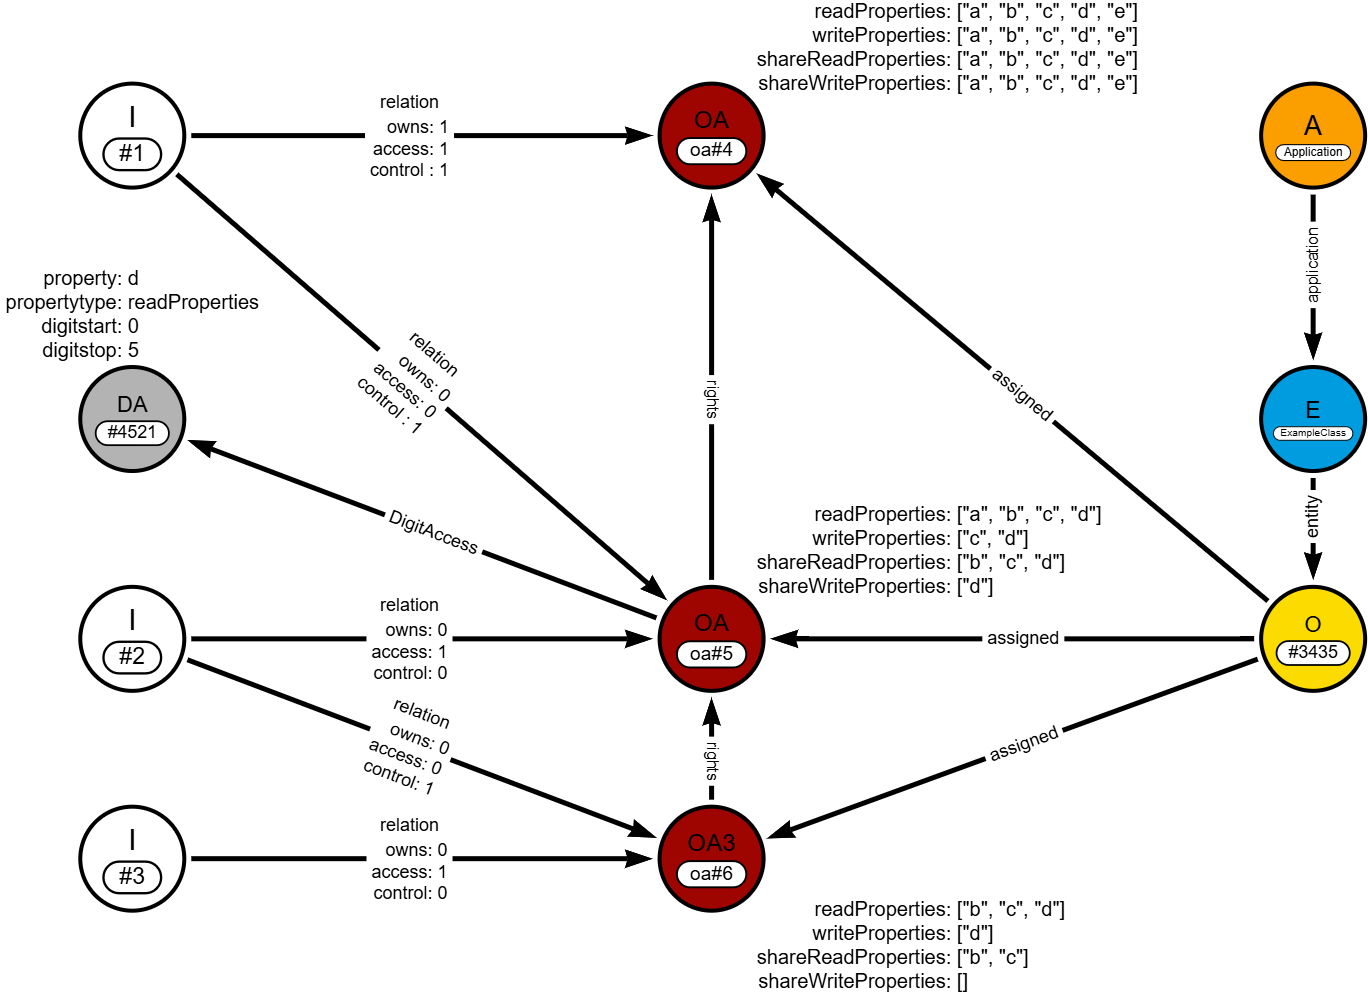 readProperties: ["a", "b", "c", "d", "e"]
writeProperties: ["a", "b", "c", "d", "e"]
shareReadProperties: ["a", "b", "c", "d", "e"]
shareWriteProperties: ["a", "b", "c", "d", "e"]
I
#1
relation
owns: 1
access: 1
control : 1
OA
oa#4
A
Application
application
property: d
propertytype: readProperties
digitstart: 0
digitstop: 5
relation
owns: 0
access: 0
control : 1
rights
assigned
DA
#4521
E
ExampleClass
DigitAccess
entity
readProperties: ["a", "b", "c", "d"]
writeProperties: ["c", "d"]
shareReadProperties: ["b", "c", "d"]
shareWriteProperties: ["d"]
I
#2
relation
owns: 0
access: 1
control: 0
OA
oa#5
assigned
O
#3435
relation
owns: 0
access: 0
control: 1
rights
assigned
I
#3
relation
owns: 0
access: 1
control: 0
OA3
oa#6
readProperties: ["b", "c", "d"]
writeProperties: ["d"]
shareReadProperties: ["b", "c"]
shareWriteProperties: []